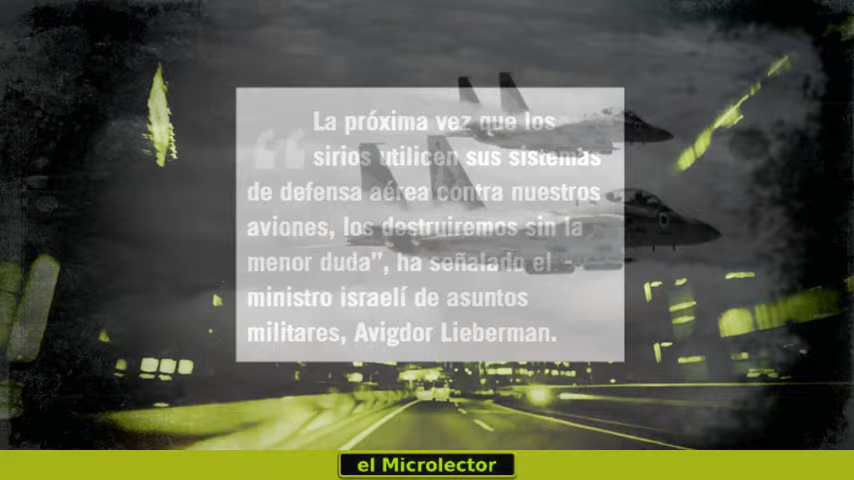 “ La próxima vez que los
sirios utilicen sus sistemas
de defensa aérea contra nuestros
aviones, los destruiremos sin la
menor duda”, ha señalado el
ministro israelí de asuntos
militares, Avigdor Lieberman.
el Microlector